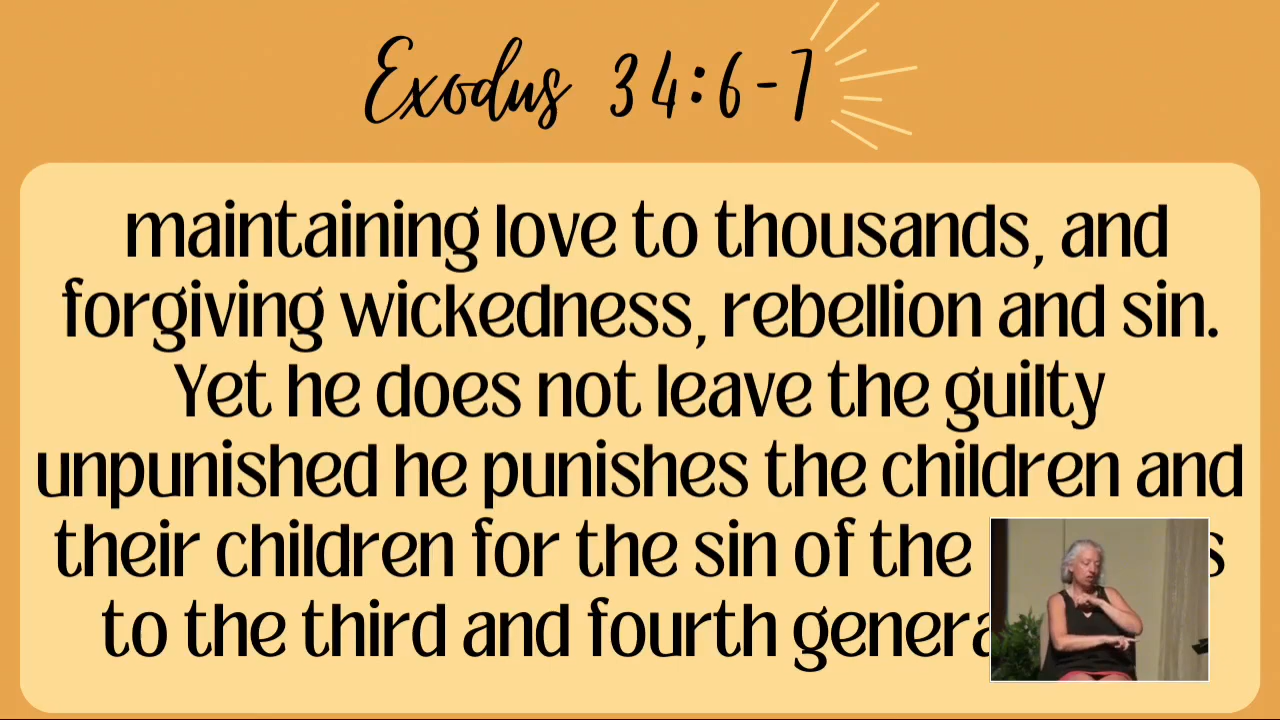 Exodus 34:6-7
maintaining love to thousands, and
forgiving wickedness, rebellion and sin.
Yet he does not leave the guilty
unpunished he punishes the children and
their children for the sin of the
to the third and fourth